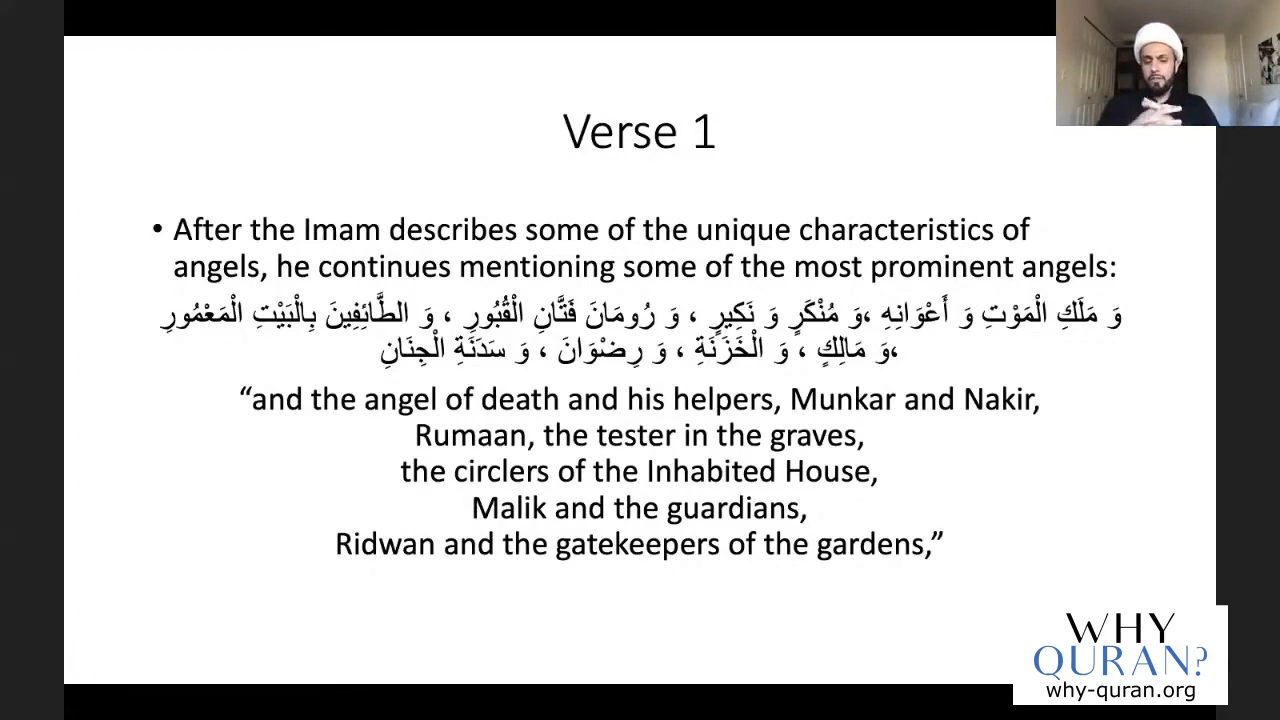 Verse 1
• After the Imam describes some of the unique characteristics of
angels, he continues mentioning some of the most prominent angels:
وَ مَلَكِ الْمَوْتِ وَ أَعْوَانِهِ ،وَ مُنْكَرٍ وَ نَكِيرٍ ، وَ رُومَانَ فَتَّانِ الْقُبُورِ ، وَ الطَّائِفِينَ بِالْبَيْتِ الْمَعْمُورِ
،وَ مَالِكٍ ، وَ الْخَزَنَةِ ، وَ رِضْوَانَ ، وَ سَدَنَةِ الْجِنَانِ
“and the angel of death and his helpers, Munkar and Nakir,
Rumaan, the tester in the graves,
the circlers of the Inhabited House,
Malik and the guardians,
Ridwan and the gatekeepers of the gardens,”
WHY
QURAN?
why-quran.org